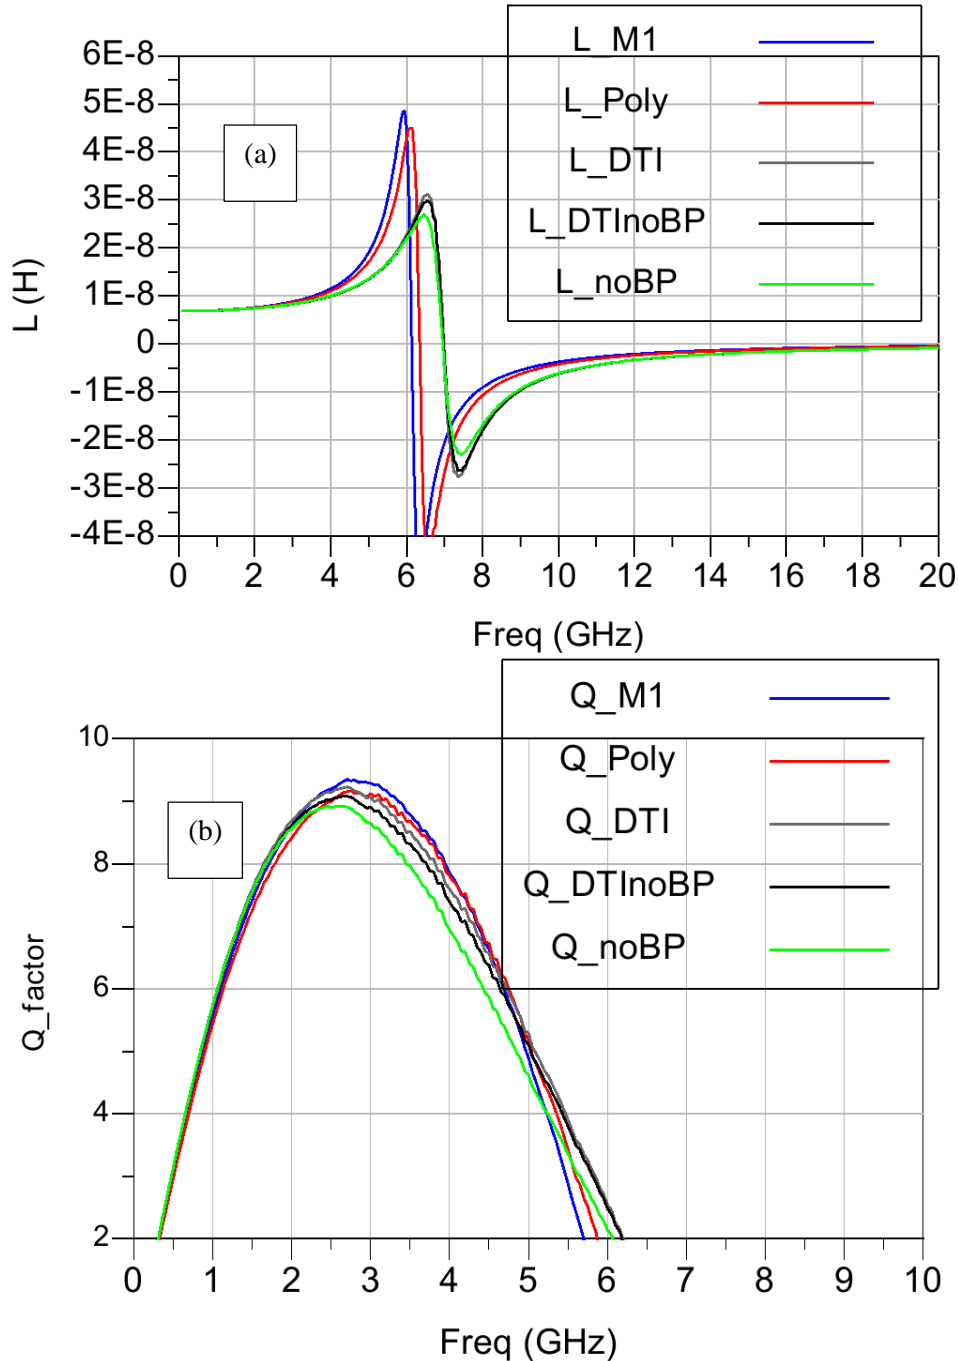 L_M1
6E-8
L_Poly
5E-8
(a)
4E-8
L_DTI
3E-8
L_DTInoBP
2E-8
L_noBP
1E-8
L (H)
0
-1E-8
-2E-8
-3E-8
-4E-8
0 2 4 6 8 10 12 14 16 18 20
Freq (GHz)
Q_M1
10
Q_Poly
(b)
Q_DTI
8
Q_DTInoBP
Q_noBP
6
Q_factor
4
2
0 1 2 3 4 5 6 7 8 9 10
Freq (GHz)